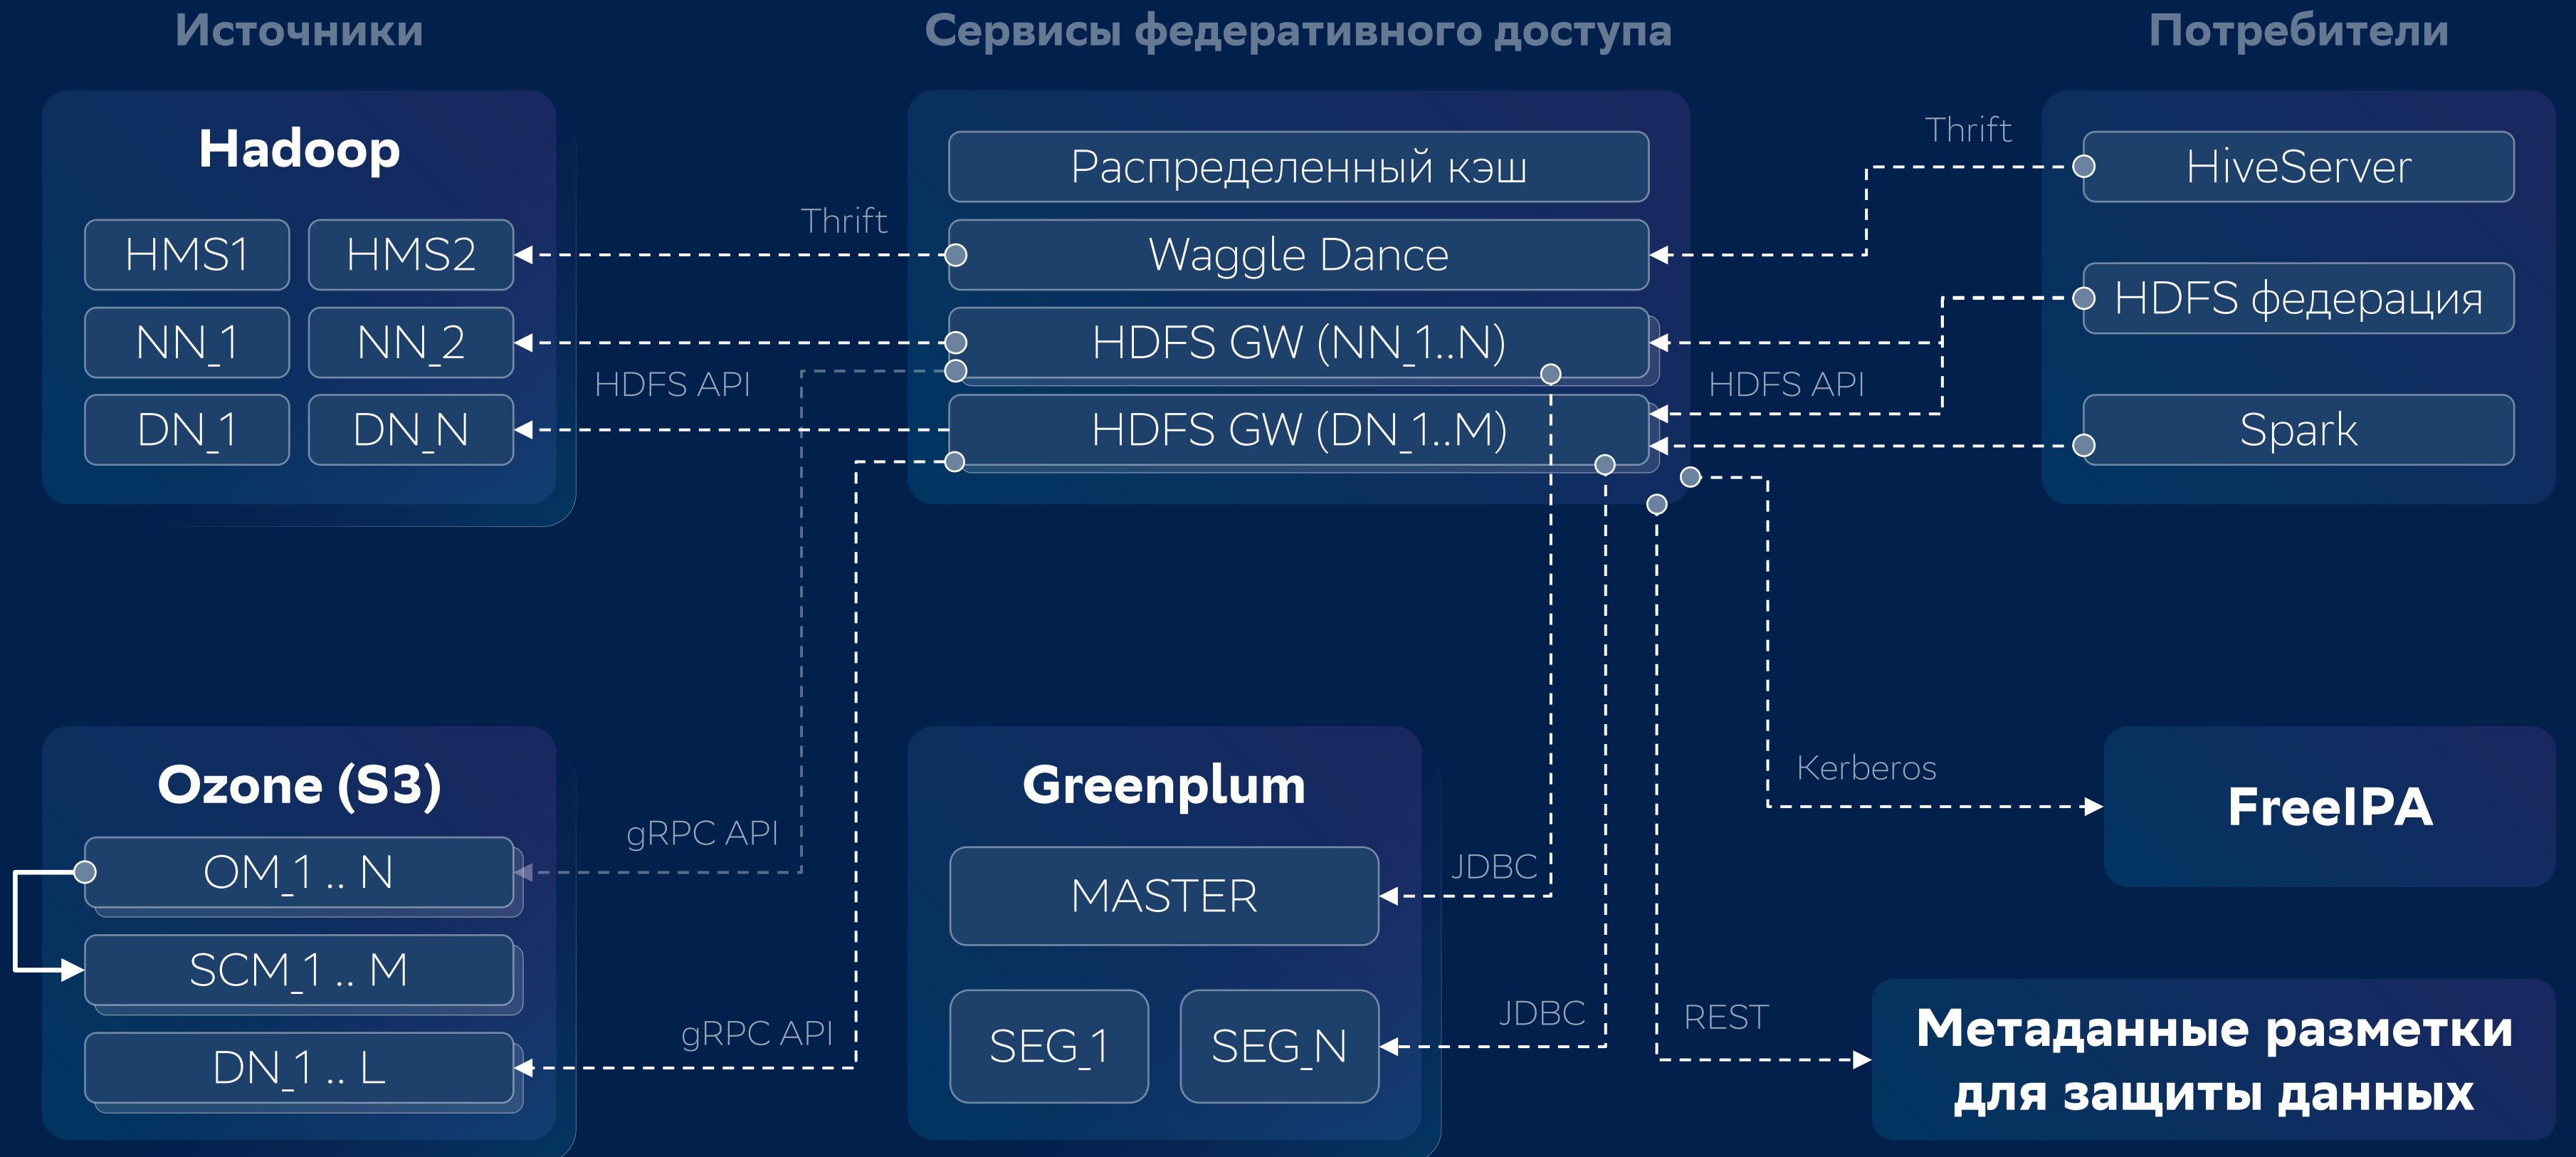 Источники
Сервисы федеративного доступа
Потребители
Hadoop
HMS1
HMS2
NN_1
NN_2
DN_1
DN_N
Thrift
HDFS API
Распределенный кэш
Waggle Dance
HDFS GW (NN_1..N)
HDFS GW (DN_1..M)
Thrift
HDFS API
HiveServer
HDFS федерация
Spark
Ozone (S3)
OM_1 .. N
SCM_1 .. M
DN_1 .. L
gRPC API
gRPC API
Greenplum
MASTER
SEG_1
SEG_N
JDBC
JDBC
Kerberos
REST
FreeIPA
Метаданные разметки
для защиты данных